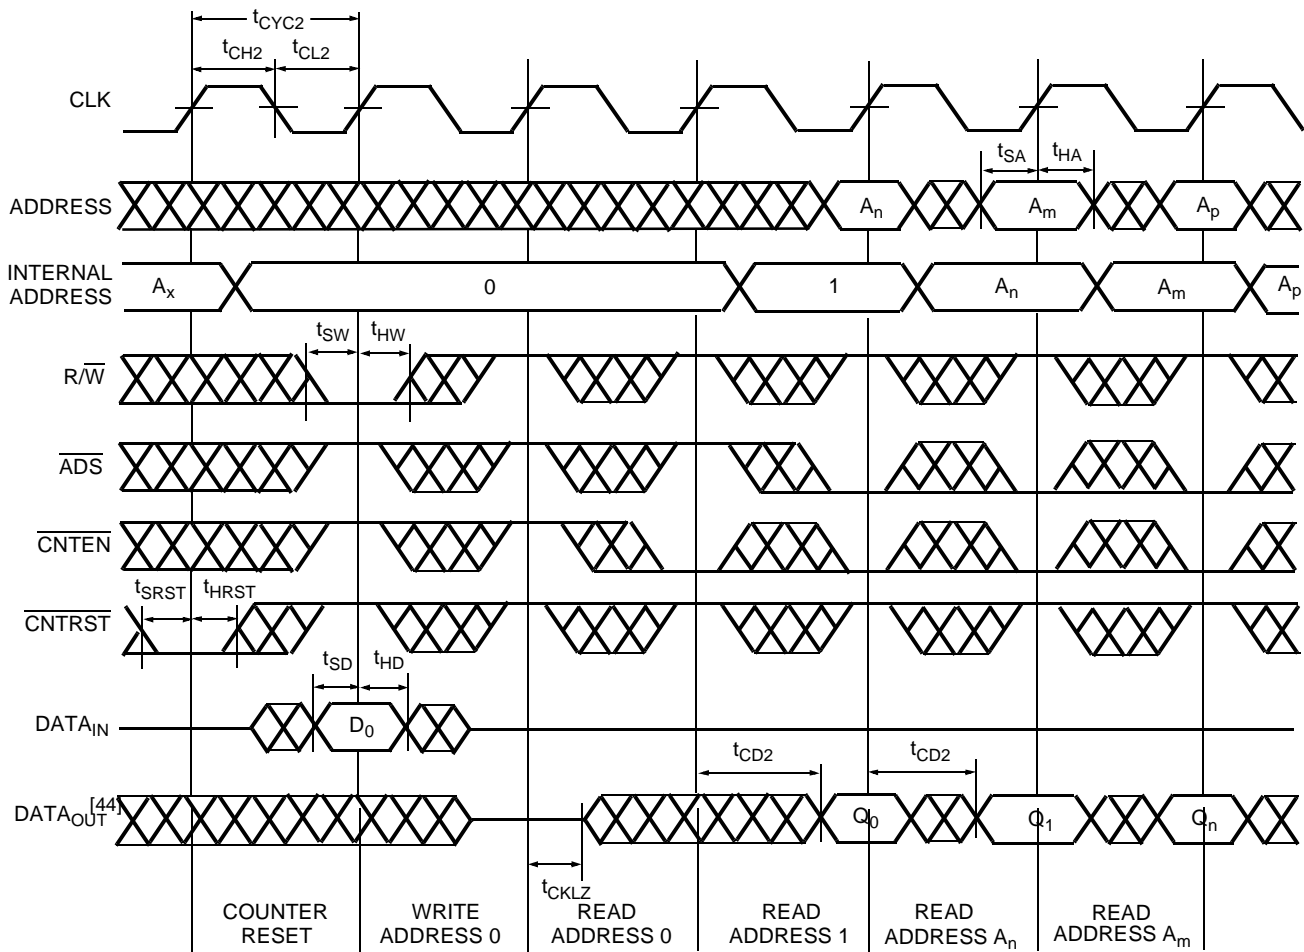 tCYC2
tCH2 tCL2
CLK
tSA tHA
ADDRESS An Am Ap
INTERNAL
ADDRESS
Ax 0 1 An Am Ap
tSW tHW
R/W
ADS
CNTEN
tSRST tHRST
CNTRST
tSD tHD
DATAIN D0
tCD2 tCD2
DATAOUT[44] Q0 Q1 Qn
tCKLZ
COUNTER
RESET
WRITE
ADDRESS 0
READ
ADDRESS 0
READ
ADDRESS 1
READ
ADDRESS An
READ
ADDRESS Am